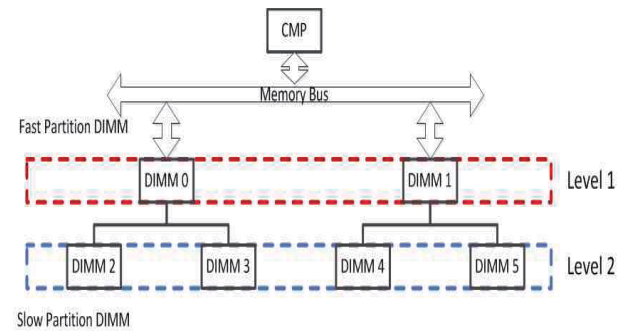 CMP
Memory Bus
Fast Partition DIMM
DIMM 0
DIMM 1
Level 1
DIMM 2
DIMM 3
DIMM 4
DIMM 5
Level 2
Slow Partition DIMM